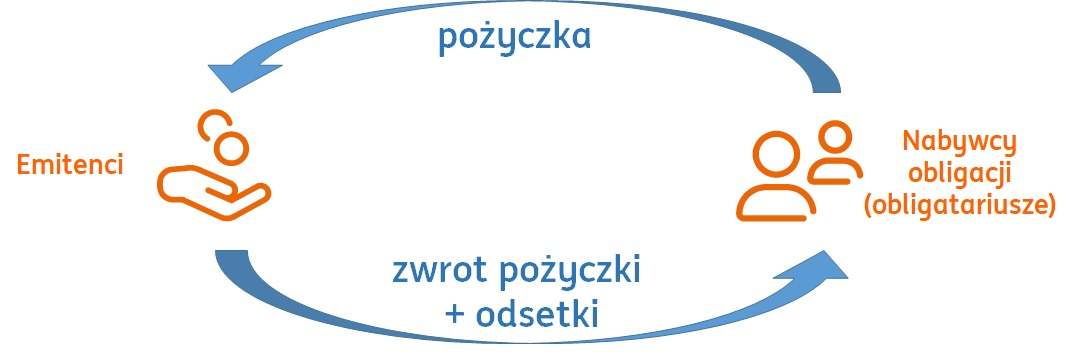 pożyczka
Emitenci
Nabywcy
obligacji
(obligatariusze)
zwrot pożyczki
+ odsetki